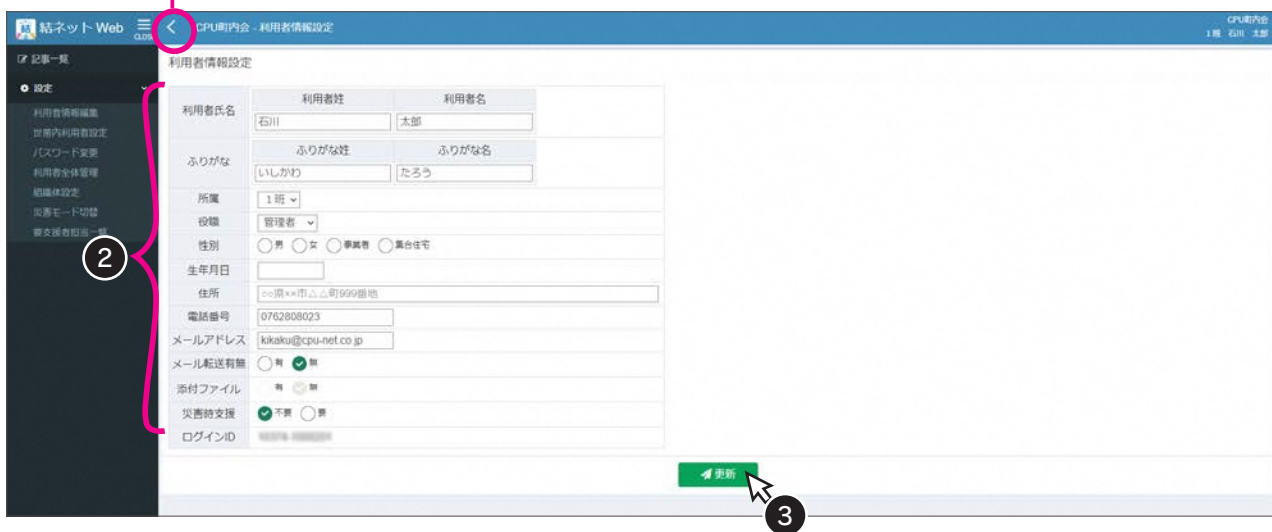 結ネット Web
CLOSE
CPU町内会 - 利用者情報設定
CPU町内会
1班 石川 太郎
記事一覧
設定
利用者情報編集
世帯内利用者設定
パスワード変更
利用者全体管理
組織体設定
災害モード切替
要支援者担当一覧
利用者情報設定
利用者氏名
利用者姓
利用者名
石川
太郎
ふりがな
ふりがな姓
ふりがな名
いしかわ
たろう
所属
1班
役職
管理者
性別
男 女 事業者 集合住宅
生年月日
住所
○○県××市△△町999番地
電話番号
0762808023
メールアドレス
kikaku@cpu-net.co.jp
メール転送有無
有 無
添付ファイル
有 無
災害時支援
不要 要
ログインID
更新
2
3